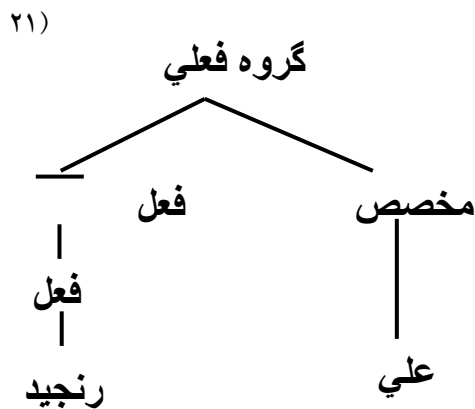 ۲۱)
گروه فعلي
مخصص فعل
فعل
علي
رنجيد